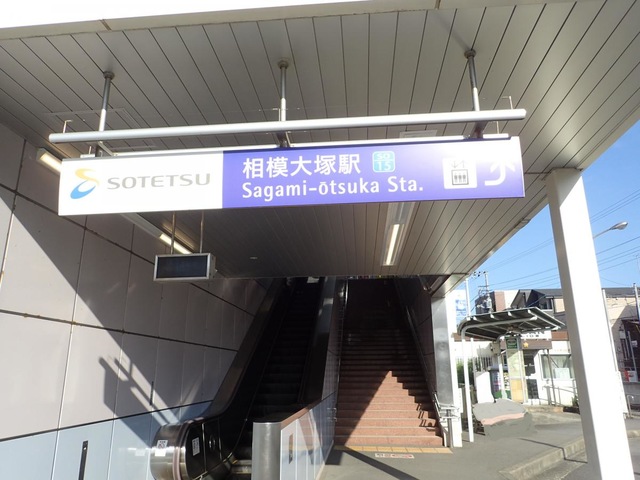 SOTETSU
相模大塚駅
SO
15
Sagami-ōtsuka Sta.